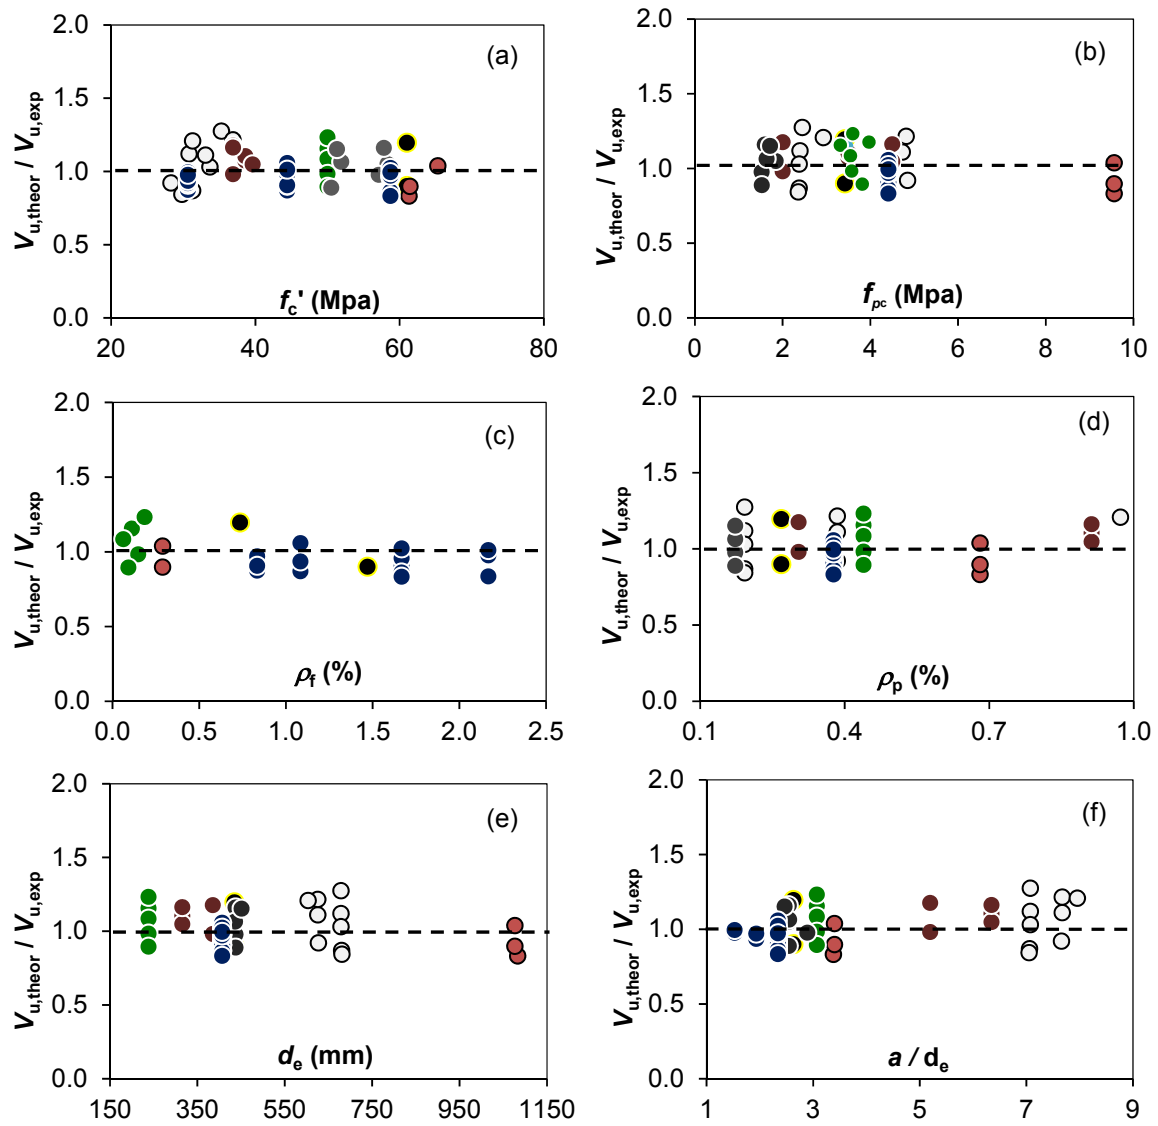 2.0
(a)
1.5
1.0
0.5
0.0
V_u,theor / V_u,exp
f_c' (Mpa)
20 40 60 80
2.0
(b)
1.5
1.0
0.5
0.0
V_u,theor / V_u,exp
f_pc (Mpa)
0 2 4 6 8 10
2.0
(c)
1.5
1.0
0.5
0.0
V_u,theor / V_u,exp
ρ_f (%)
0.0 0.5 1.0 1.5 2.0 2.5
2.0
(d)
1.5
1.0
0.5
0.0
V_u,theor / V_u,exp
ρ_p (%)
0.1 0.4 0.7 1.0
2.0
(e)
1.5
1.0
0.5
0.0
V_u,theor / V_u,exp
d_e (mm)
150 350 550 750 950 1150
2.0
(f)
1.5
1.0
0.5
0.0
V_u,theor / V_u,exp
a / d_e
1 3 5 7 9